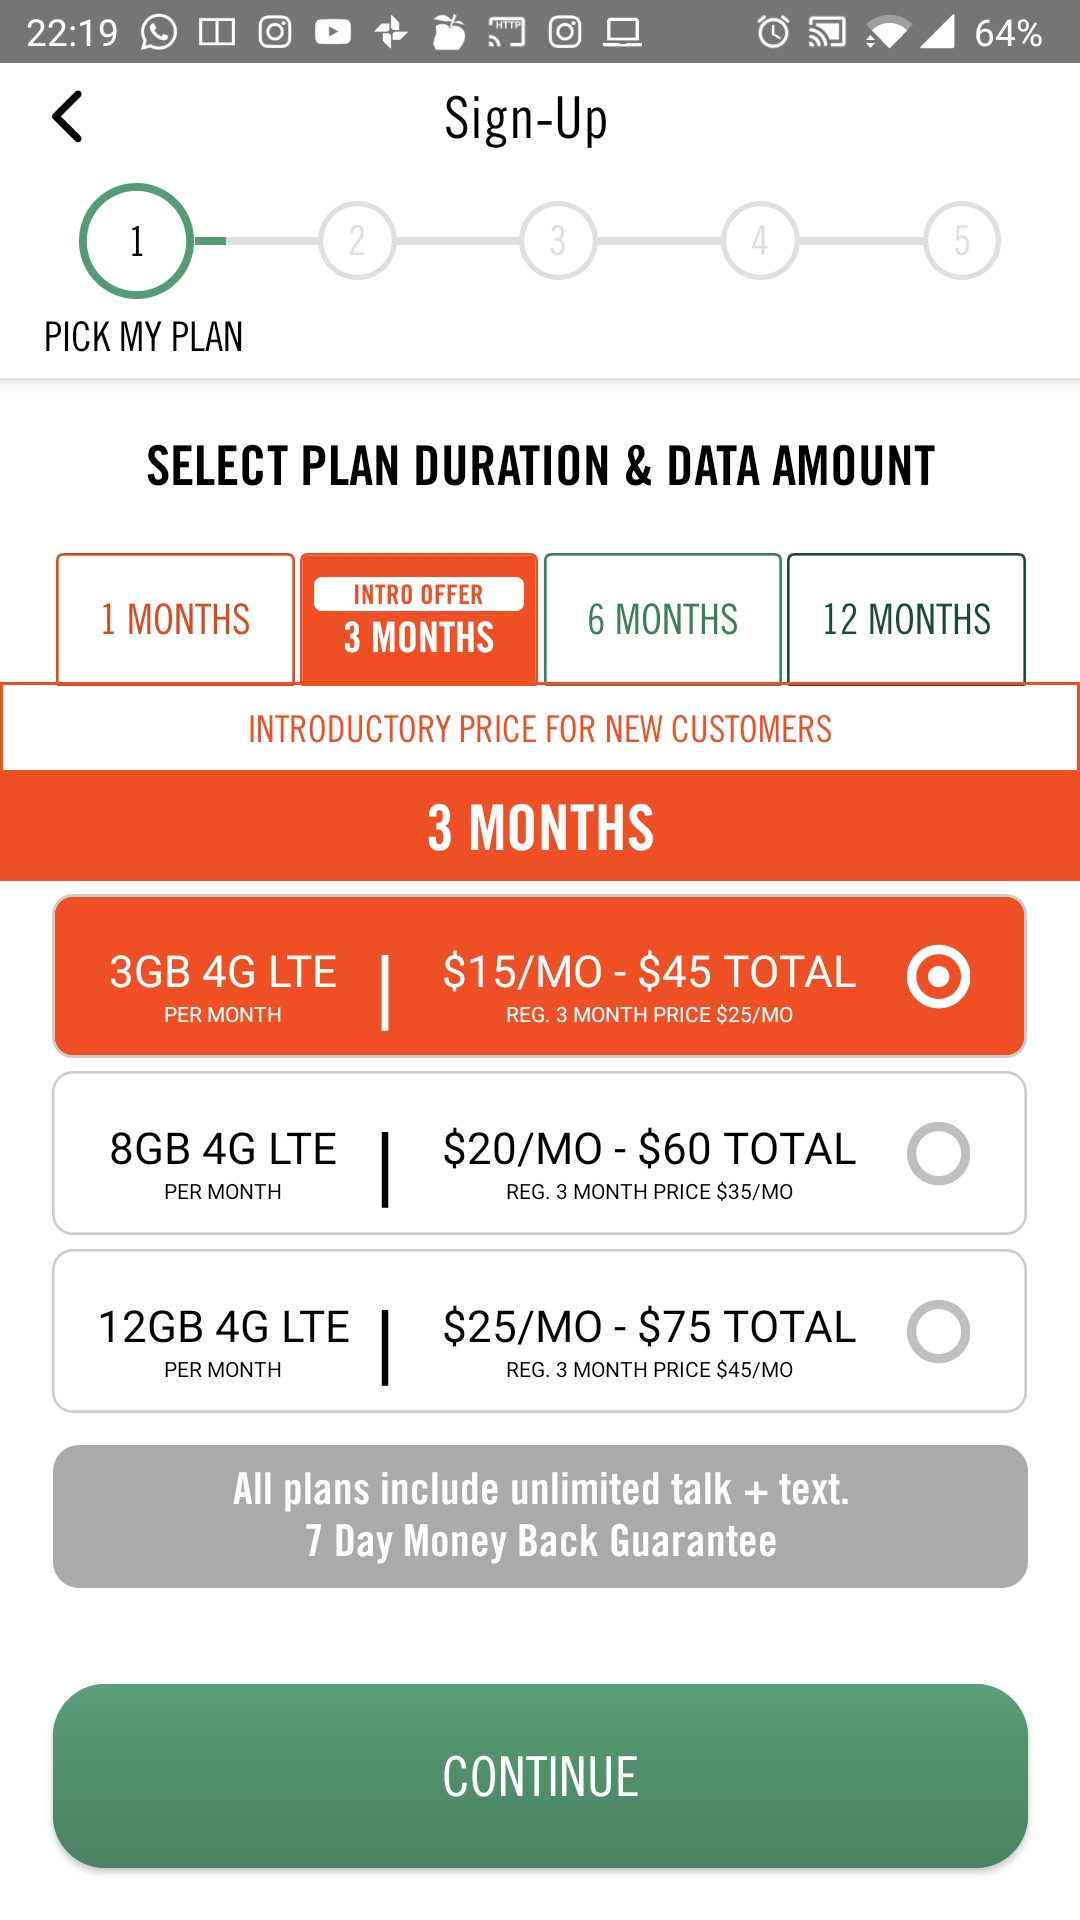 22:19
HTTP
64%
Sign-Up
1
2
3
4
5
PICK MY PLAN
SELECT PLAN DURATION & DATA AMOUNT
1 MONTHS
INTRO OFFER
3 MONTHS
6 MONTHS
12 MONTHS
INTRODUCTORY PRICE FOR NEW CUSTOMERS
3 MONTHS
3GB 4G LTE
PER MONTH
$15/MO - $45 TOTAL
REG. 3 MONTH PRICE $25/MO
8GB 4G LTE
PER MONTH
$20/MO - $60 TOTAL
REG. 3 MONTH PRICE $35/MO
12GB 4G LTE
PER MONTH
$25/MO - $75 TOTAL
REG. 3 MONTH PRICE $45/MO
All plans include unlimited talk + text.
7 Day Money Back Guarantee
CONTINUE